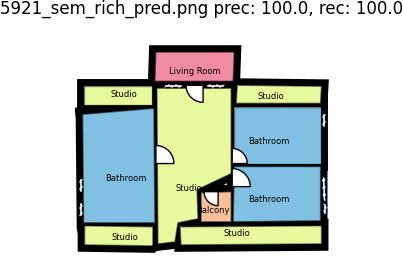 5921_sem_rich_pred.png prec: 100.0, rec: 100.0
Living Room
Studio
Studio
Bathroom
Bathroom
Studio
Bathroom
Balcony
Studio
Studio